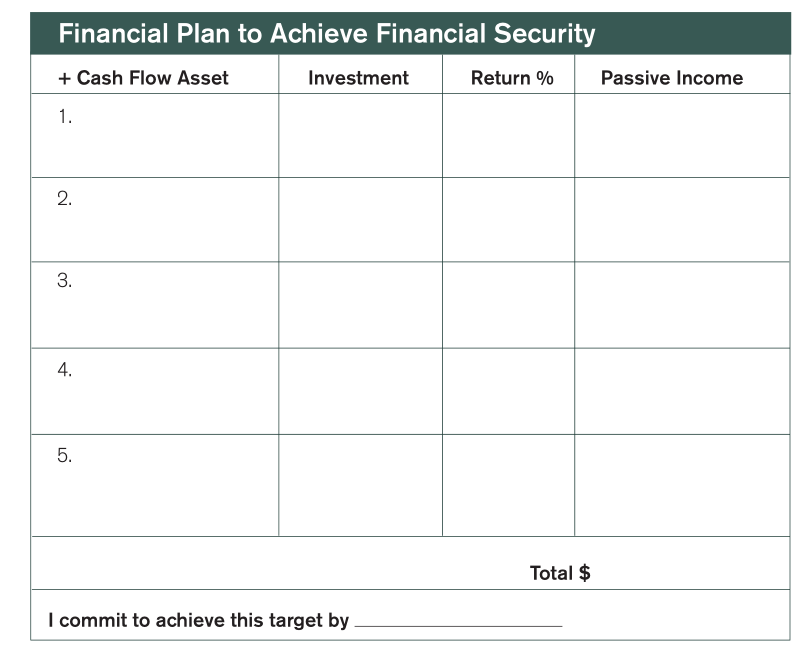 Financial Plan to Achieve Financial Security
+ Cash Flow Asset Investment Return % Passive Income
1.
2.
3.
4.
5.
Total $
I commit to achieve this target by